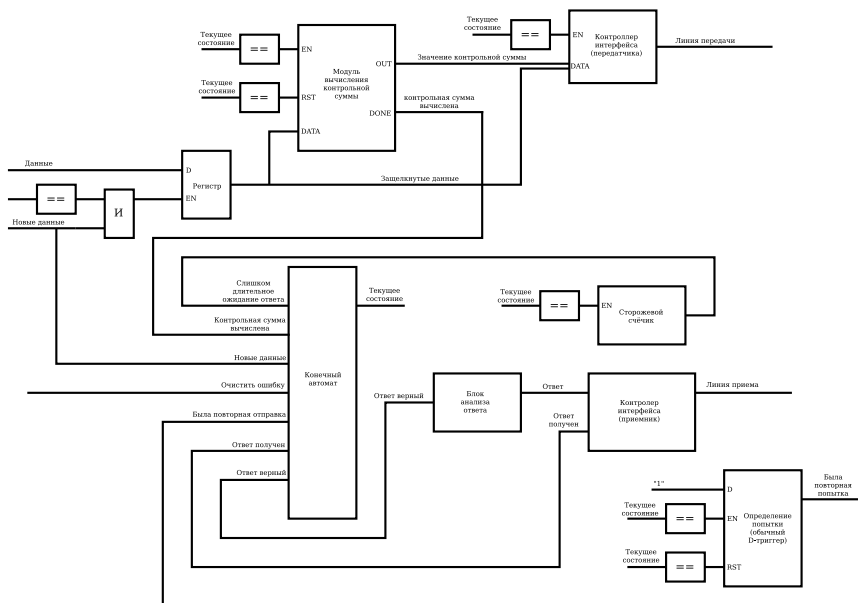 Текущее
состояние
==
EN
Текущее
состояние
==
RST
DATA
Модуль
вычисления
контрольной
суммы
OUT
DONE
Значение контрольной суммы
контрольная сумма
вычислена
Текущее
состояние
==
EN
Контроллер
интерфейса
(передатчика)
DATA
Линия передачи
Данные
D
Регистр
EN
==
И
Новые данные
Защелкнутые данные
Слишком
длительное
ожидание ответа
Контрольная сумма
вычислена
Новые данные
Очистить ошибку
Была повторная отправка
Ответ получен
Ответ верный
Конечный
автомат
Текущее
состояние
Текущее
состояние
==
EN
Сторожевой
счёчик
Ответ верный
Блок
анализа
ответа
Ответ
Ответ
получен
Контролер
интерфейса
(приемник)
Линия приема
"1"
D
Текущее
состояние
==
EN
Определение
попытки
(обычный
D-триггер)
Текущее
состояние
==
RST
Была
повторная
попытка